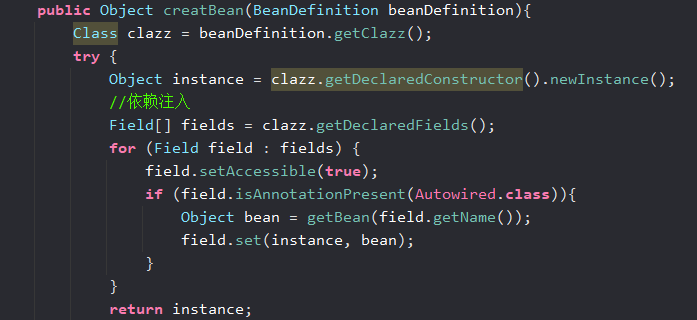 public Object creatBean(BeanDefinition beanDefinition){
Class clazz = beanDefinition.getClazz();
try {
Object instance = clazz.getDeclaredConstructor().newInstance();
//依赖注入
Field[] fields = clazz.getDeclaredFields();
for (Field field : fields) {
field.setAccessible(true);
if (field.isAnnotationPresent(Autowired.class)){
Object bean = getBean(field.getName());
field.set(instance, bean);
}
}
return instance;